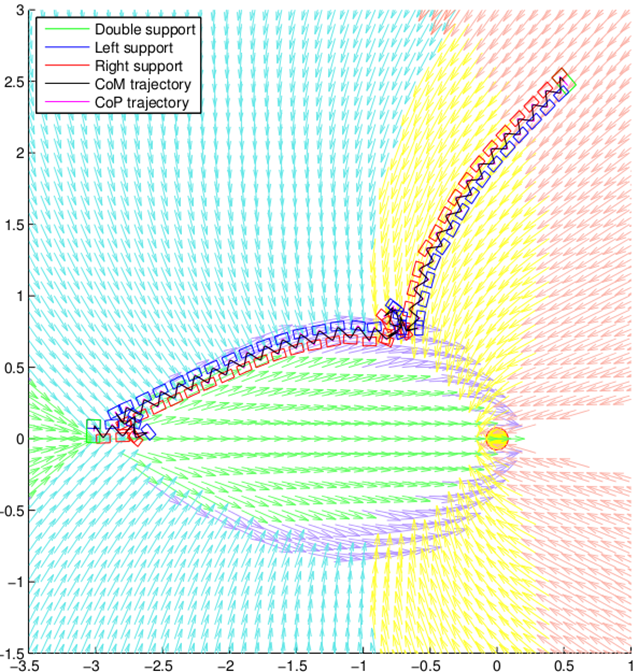 Double support
Left support
Right support
CoM trajectory
CoP trajectory
3
2.5
2
1.5
1
0.5
0
-0.5
-1
-1.5
-3.5 -3 -2.5 -2 -1.5 -1 -0.5 0 0.5 1